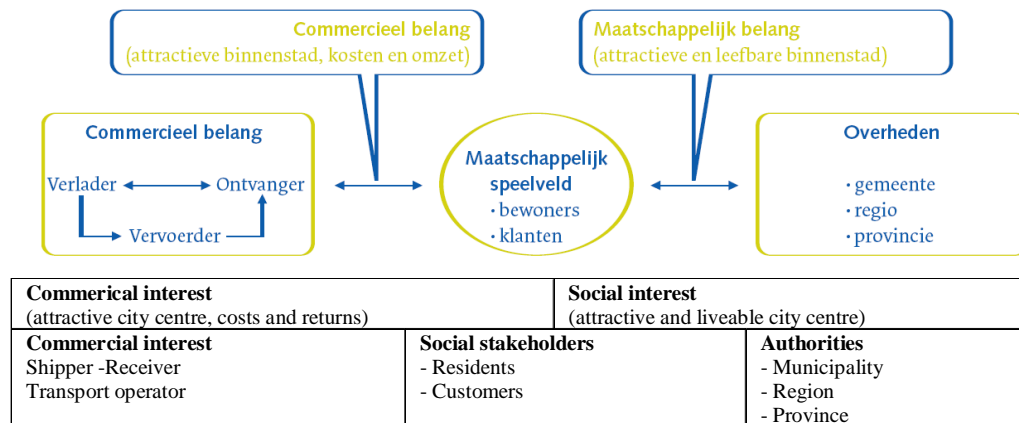 Commercieel belang
(attractieve binnenstad, kosten en omzet)
Maatschappelijk belang
(attractieve en leefbare binnenstad)
Commercieel belang
Verlader
Ontvanger
Vervoerder
Maatschappelijk
speelveld
· bewoners
· klanten
Overheden
· gemeente
· regio
· provincie
Commerical interest
(attractive city centre, costs and returns)
Social interest
(attractive and liveable city centre)
Commercial interest
Shipper -Receiver
Transport operator
Social stakeholders
- Residents
- Customers
Authorities
- Municipality
- Region
- Province